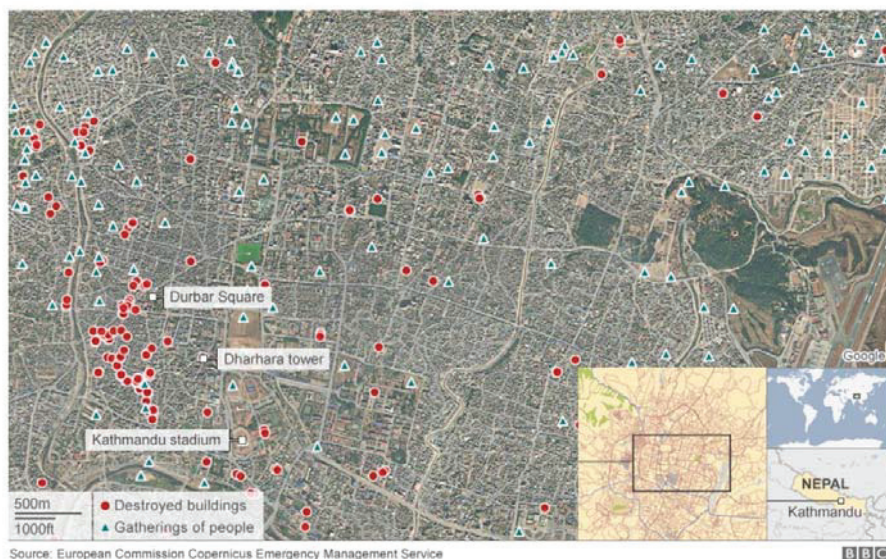 Durbar Square
Dharhara tower
Google
Kathmandu stadium
500m
1000ft
Destroyed buildings
Gatherings of people
NEPAL
Kathmandu
Source: European Commission Copernicus Emergency Management Service
BBC